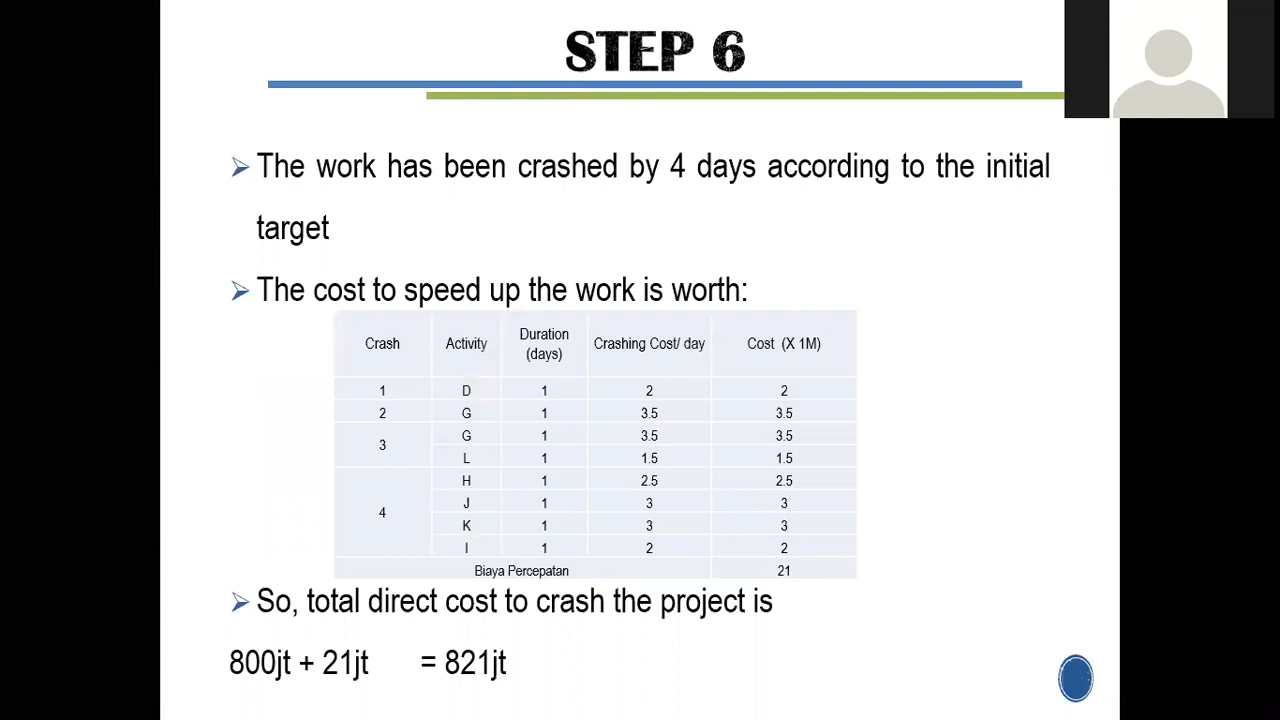 STEP 6
The work has been crashed by 4 days according to the initial
target
The cost to speed up the work is worth:
Crash Activity Duration (days) Crashing Cost/ day Cost (X 1M)
1 D 1 2 2
2 G 1 3.5 3.5
3 G 1 3.5 3.5
L 1 1.5 1.5
4 H 1 2.5 2.5
J 1 3 3
K 1 3 3
I 1 2 2
Biaya Percepatan 21
So, total direct cost to crash the project is
800jt + 21jt = 821jt